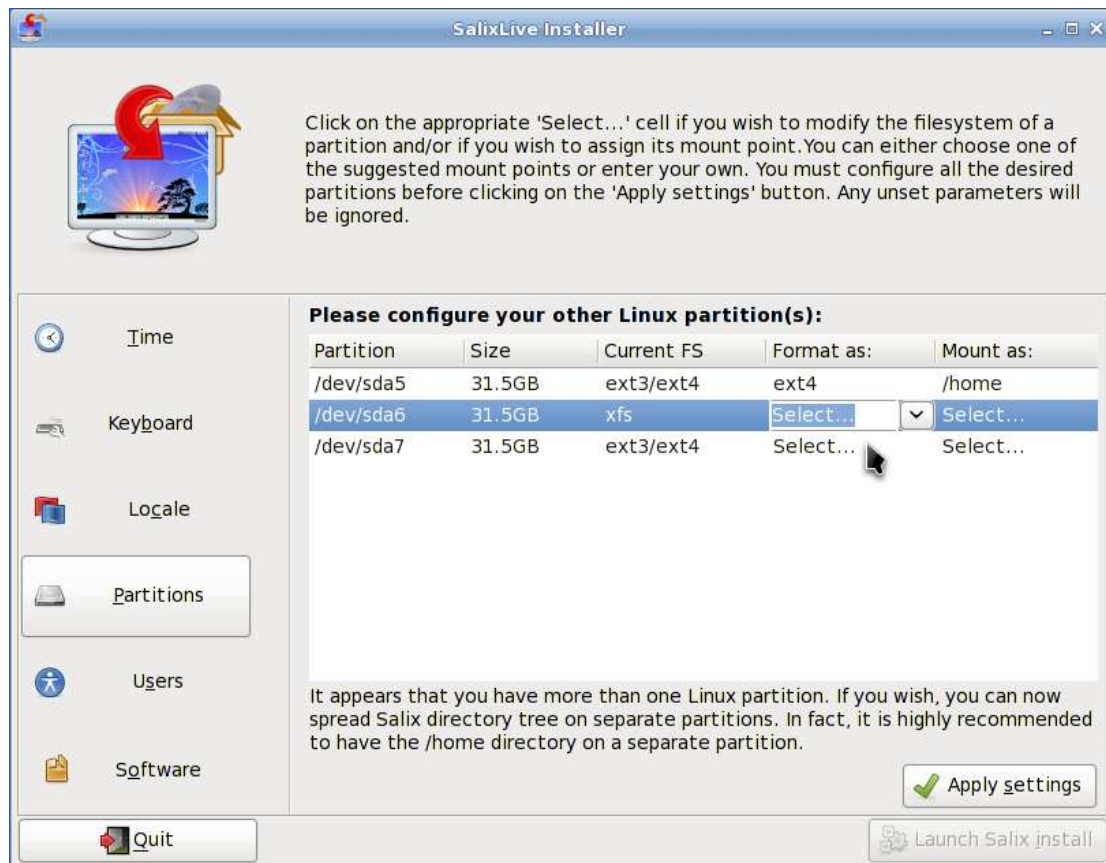 SalixLive Installer
Click on the appropriate 'Select...' cell if you wish to modify the filesystem of a
partition and/or if you wish to assign its mount point.You can either choose one of
the suggested mount points or enter your own. You must configure all the desired
partitions before clicking on the 'Apply settings' button. Any unset parameters will
be ignored.
Time
Keyboard
Locale
Partitions
Users
Software
Please configure your other Linux partition(s):
Partition Size Current FS Format as: Mount as:
/dev/sda5 31.5GB ext3/ext4 ext4 /home
/dev/sda6 31.5GB xfs Select... Select...
/dev/sda7 31.5GB ext3/ext4 Select... Select...
It appears that you have more than one Linux partition. If you wish, you can now
spread Salix directory tree on separate partitions. In fact, it is highly recommended
to have the /home directory on a separate partition.
Apply settings
Quit
Launch Salix install